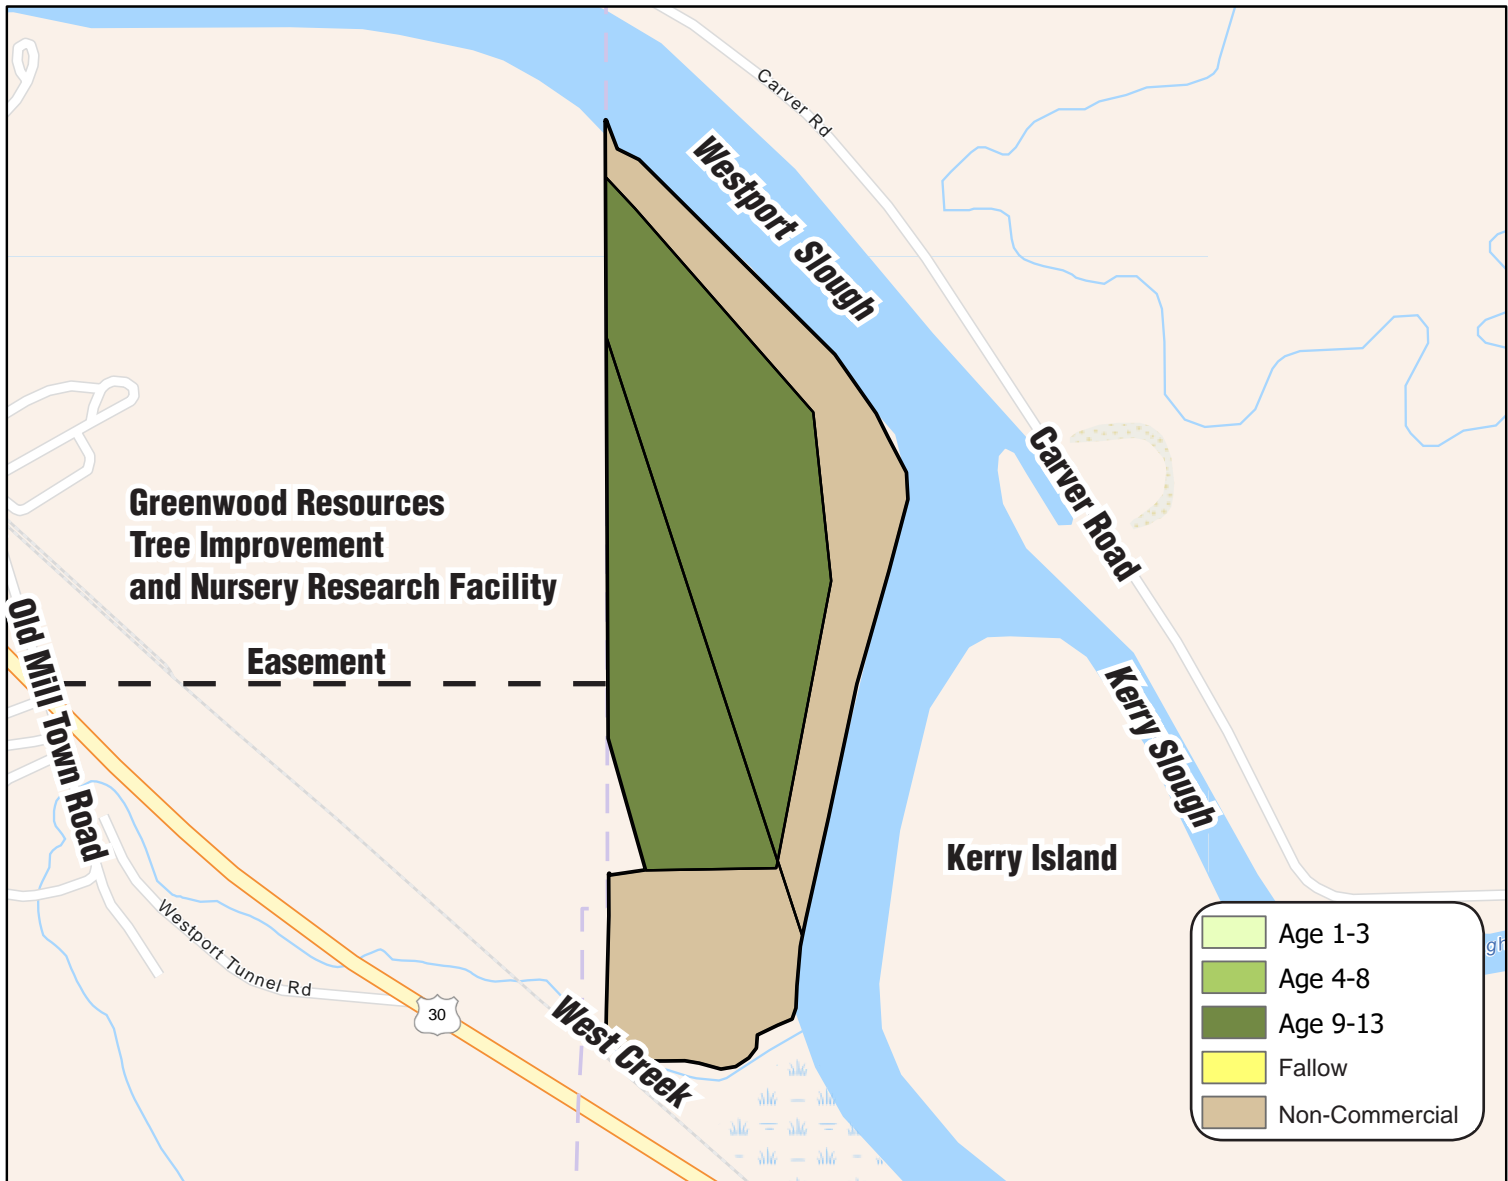 Carver Rd
Westport Slough
Carver Road
Greenwood Resources
Tree Improvement
and Nursery Research Facility
Old Mill Town Road
Easement
Kerry Slough
Kerry Island
Westport Tunnel Rd
30
West Creek
Age 1-3
Age 4-8
Age 9-13
Fallow
Non-Commercial